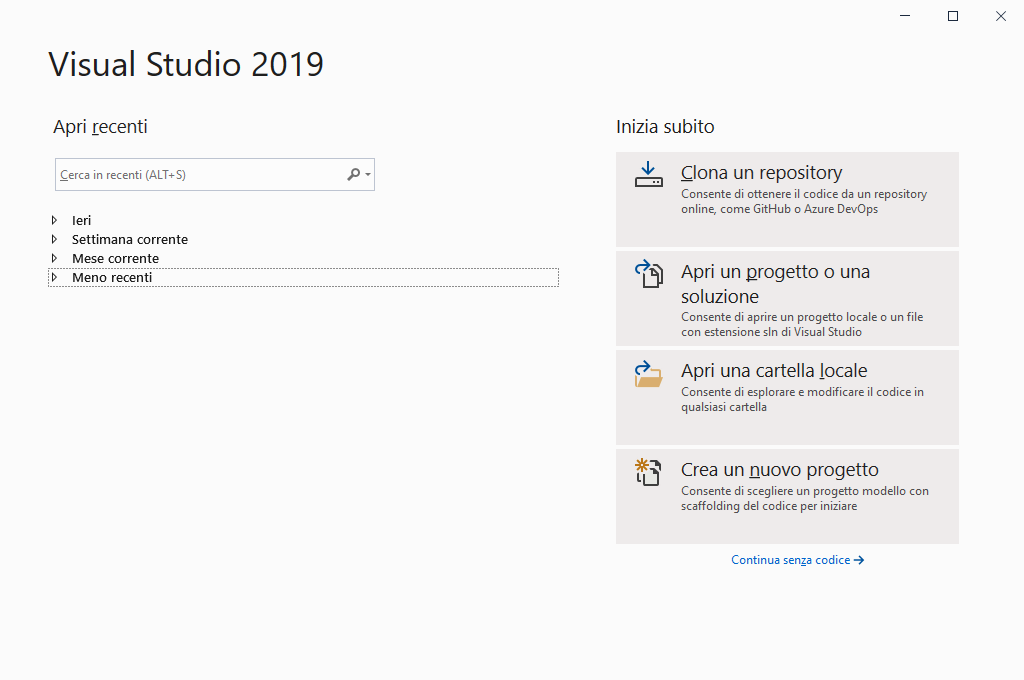 Visual Studio 2019
Apri recenti
Cerca in recenti (ALT+S)
Ieri
Settimana corrente
Mese corrente
Meno recenti
Inizia subito
Clona un repository
Consente di ottenere il codice da un repository
online, come GitHub o Azure DevOps
Apri un progetto o una
soluzione
Consente di aprire un progetto locale o un file
con estensione sln di Visual Studio
Apri una cartella locale
Consente di esplorare e modificare il codice in
qualsiasi cartella
Crea un nuovo progetto
Consente di scegliere un progetto modello con
scaffolding del codice per iniziare
Continua senza codice